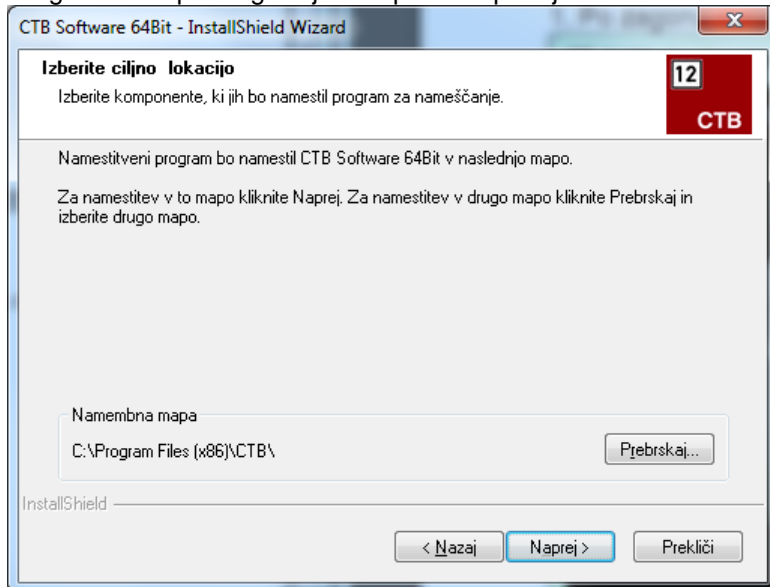 CTB Software 64Bit - InstallShield Wizard
Izberite ciljno lokacijo
Izberite komponente, ki jih bo namestil program za nameščanje.
12
CTB
Namestitveni program bo namestil CTB Software 64Bit v naslednjo mapo.
Za namestitev v to mapo kliknite Naprej. Za namestitev v drugo mapo kliknite Prebrskaj in
izberite drugo mapo.
Namembna mapa
C:\Program Files (x86)\CTB\
Prebrskaj...
InstallShield
< Nazaj
Naprej >
Prekliči